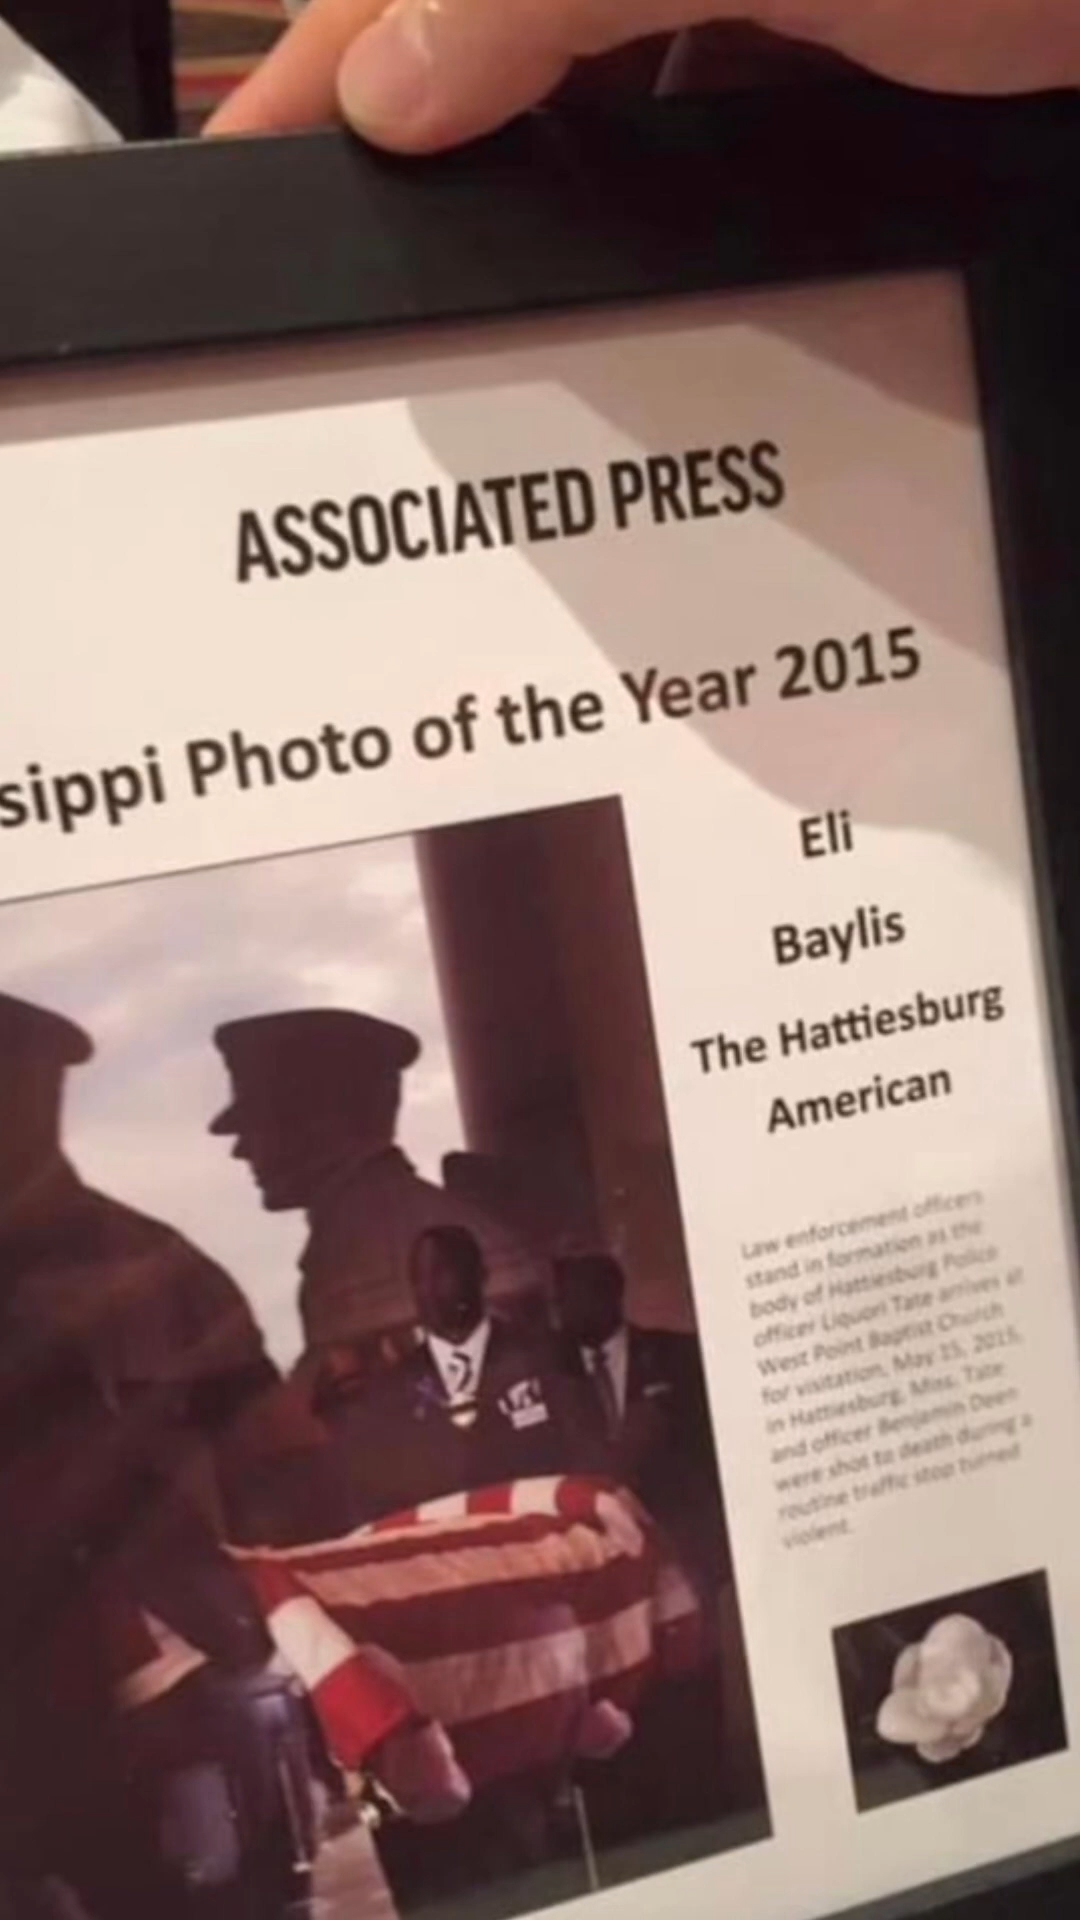 ASSOCIATED PRESS
sippi Photo of the Year 2015
Eli
Baylis
The Hattiesburg
American
Law enforcement officers
stand in formation as the
body of Hattiesburg Police
officer Liquori Tate arrives at
West Point Baptist Church
for visitation, May 15, 2015,
in Hattiesburg, Miss. Tate
and officer Benjamin Deen
were shot to death during a
routine traffic stop turned
violent.